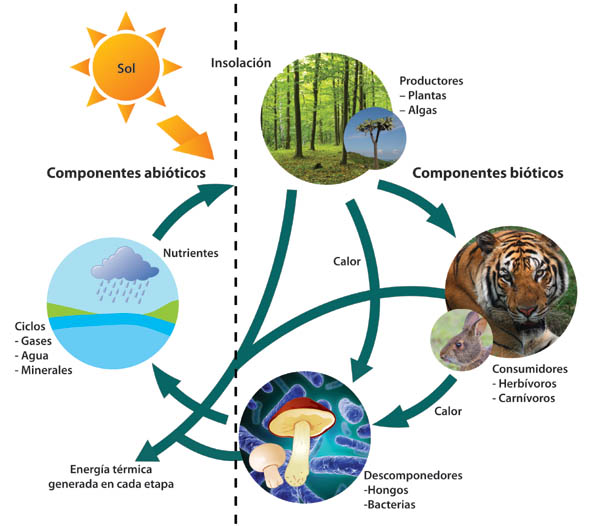 Sol
Insolación
Productores
– Plantas
– Algas
Componentes abióticos
Componentes bióticos
Nutrientes
Calor
Ciclos
- Gases
- Agua
- Minerales
Consumidores
- Herbívoros
- Carnívoros
Calor
Energía térmica
generada en cada etapa
Descomponedores
-Hongos
-Bacterias